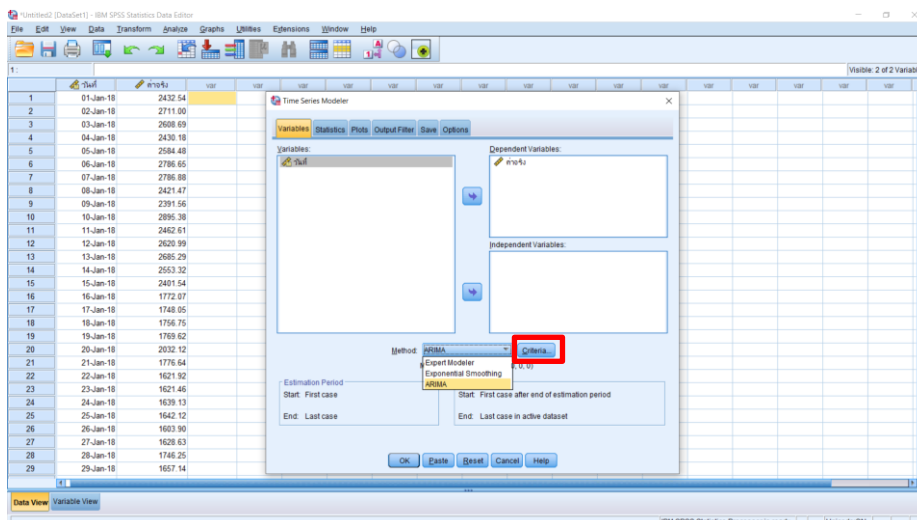 *Untitled2 [DataSet1] - IBM SPSS Statistics Data Editor
File Edit View Data Transform Analyze Graphs Utilities Extensions Window Help
1 :
Visible: 2 of 2 Variab
วันที่ ค่าจริง var var var var var var var var var var var var var var var
1 01-Jan-18 2432.54
2 02-Jan-18 2711.00
3 03-Jan-18 2608.69
4 04-Jan-18 2430.18
5 05-Jan-18 2584.48
6 06-Jan-18 2786.65
7 07-Jan-18 2786.88
8 08-Jan-18 2421.47
9 09-Jan-18 2391.56
10 10-Jan-18 2895.38
11 11-Jan-18 2462.61
12 12-Jan-18 2620.99
13 13-Jan-18 2685.29
14 14-Jan-18 2553.32
15 15-Jan-18 2401.54
16 16-Jan-18 1772.07
17 17-Jan-18 1748.05
18 18-Jan-18 1756.75
19 19-Jan-18 1769.62
20 20-Jan-18 2032.12
21 21-Jan-18 1776.64
22 22-Jan-18 1621.92
23 23-Jan-18 1621.46
24 24-Jan-18 1639.13
25 25-Jan-18 1642.12
26 26-Jan-18 1603.90
27 27-Jan-18 1628.63
28 28-Jan-18 1746.25
29 29-Jan-18 1657.14
Time Series Modeler
Variables Statistics Plots Output Filter Save Options
Variables: Dependent Variables:
วันที่ ค่าจริง
Independent Variables:
Method: ARIMA Criteria...
Expert Modeler
Exponential Smoothing
ARIMA
Estimation Period
Start: First case Start: First case after end of estimation period
End: Last case End: Last case in active dataset
OK Paste Reset Cancel Help
Data View Variable View